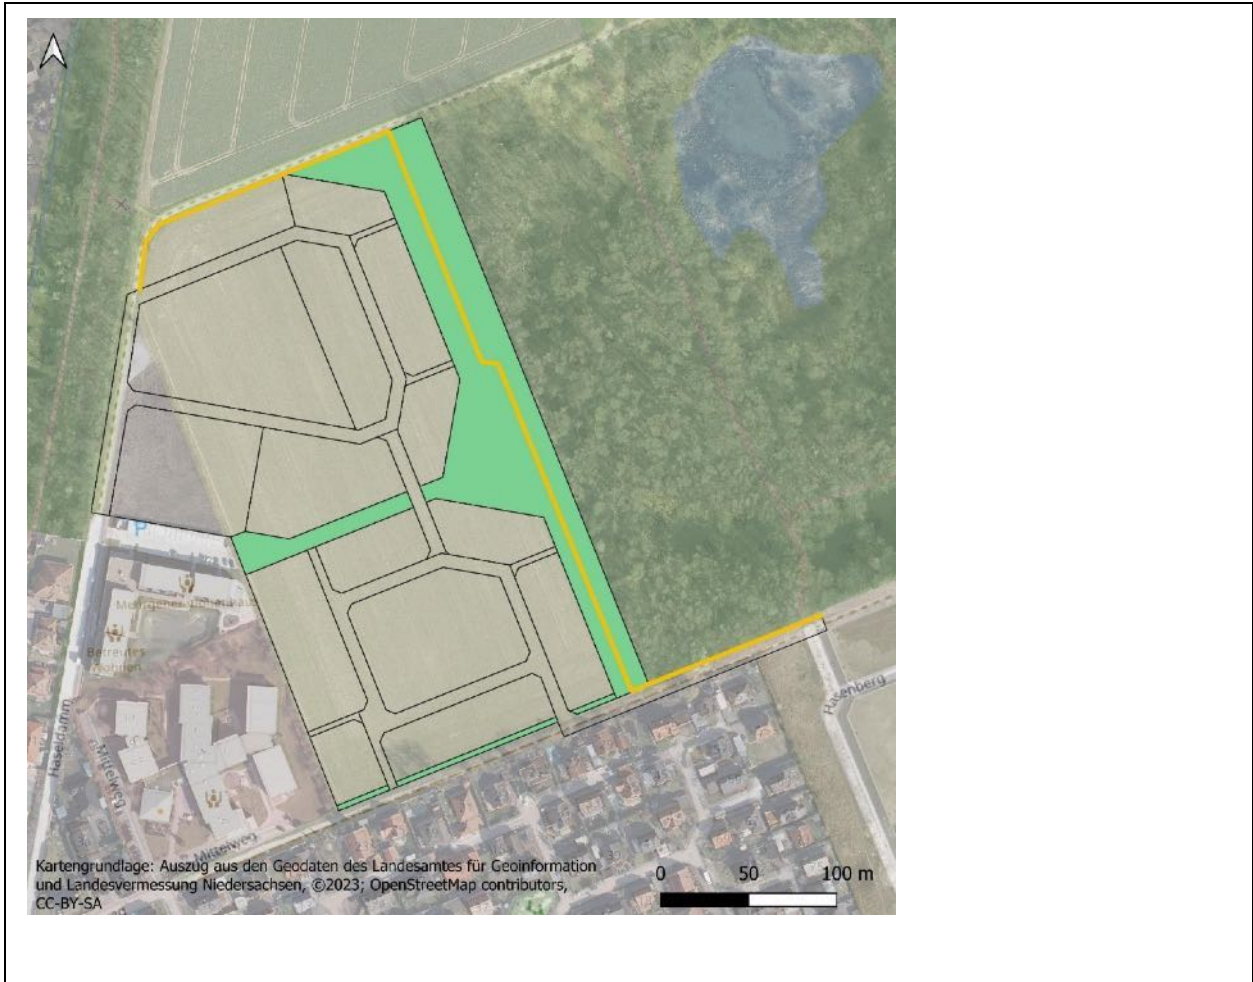 P
Betreutes
Wohnen
Hasenberg
Haseldamm
Mittelweg
Mittelweg
Kartengrundlage: Auszug aus den Geodaten des Landesamtes für Geoinformation
und Landesvermessung Niedersachsen, ©2023; OpenStreetMap contributors,
CC-BY-SA
0 50 100 m